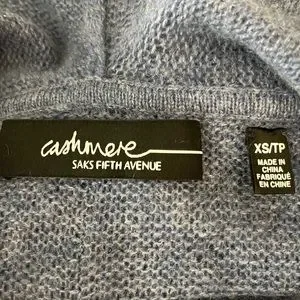 cashmere
SAKS FIFTH AVENUE
XS/TP
MADE IN
CHINA
FABRIQUÉ
EN CHINE